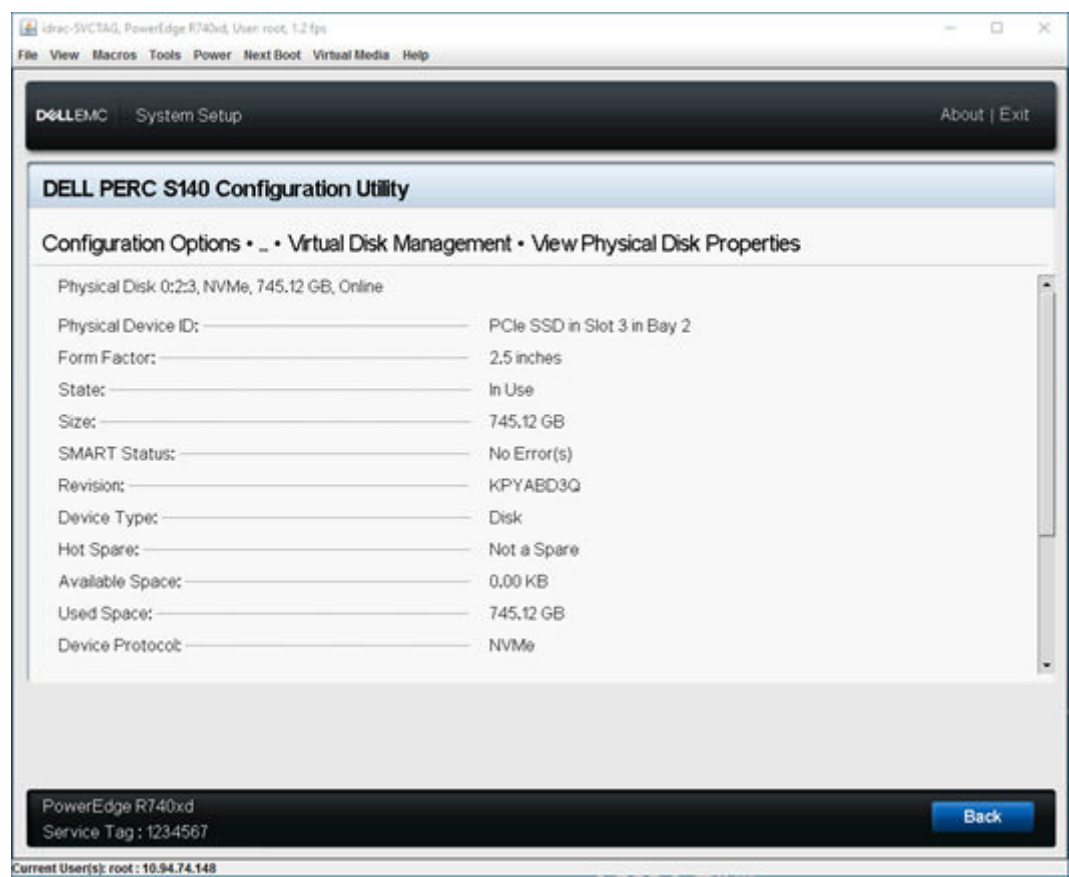 idrac-SVCTAG, PowerEdge R740xd, User: root, 1.2 fps
File View Macros Tools Power Next Boot Virtual Media Help
DELLEMC System Setup About | Exit
DELL PERC S140 Configuration Utility
Configuration Options • .. • Virtual Disk Management • View Physical Disk Properties
Physical Disk 0:2:3, NVMe, 745.12 GB, Online
Physical Device ID: PCIe SSD in Slot 3 in Bay 2
Form Factor: 2.5 inches
State: In Use
Size: 745.12 GB
SMART Status: No Error(s)
Revision: KPYABD3Q
Device Type: Disk
Hot Spare: Not a Spare
Available Space: 0.00 KB
Used Space: 745.12 GB
Device Protocol: NVMe
PowerEdge R740xd
Service Tag : 1234567
Back
Current User(s): root : 10.94.74.148